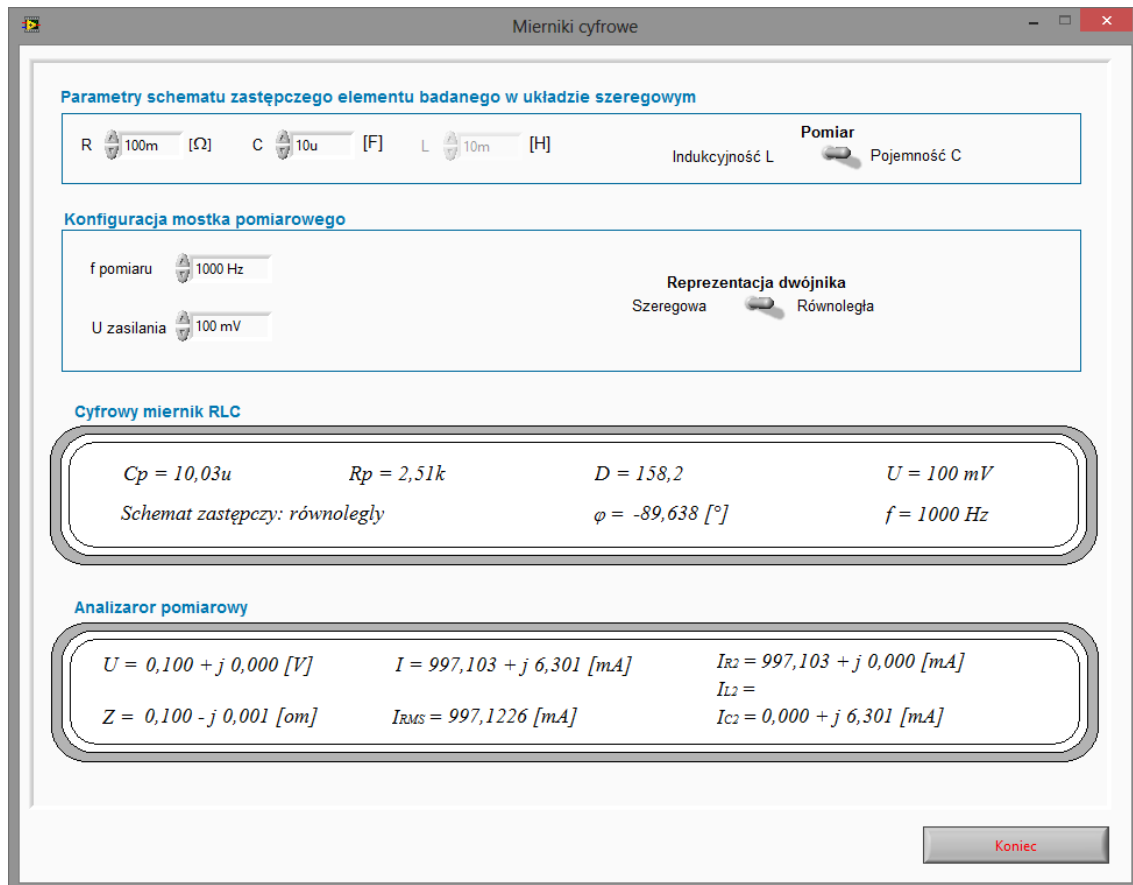 Mierniki cyfrowe
Parametry schematu zastępczego elementu badanego w układzie szeregowym
R 100m [Ω] C 10u [F] L 10m [H]
Pomiar
Indukcyjność L Pojemność C
Konfiguracja mostka pomiarowego
f pomiaru 1000 Hz
Reprezentacja dwójnika
Szeregowa Równoległa
U zasilania 100 mV
Cyfrowy miernik RLC
Cp = 10,03u Rp = 2,51k D = 158,2 U = 100 mV
Schemat zastępczy: równolegly φ = -89,638 [°] f = 1000 Hz
Analizaror pomiarowy
U = 0,100 + j 0,000 [V] I = 997,103 + j 6,301 [mA] IR2 = 997,103 + j 0,000 [mA]
IL2 =
Z = 0,100 - j 0,001 [om] IRMS = 997,1226 [mA] IC2 = 0,000 + j 6,301 [mA]
Koniec